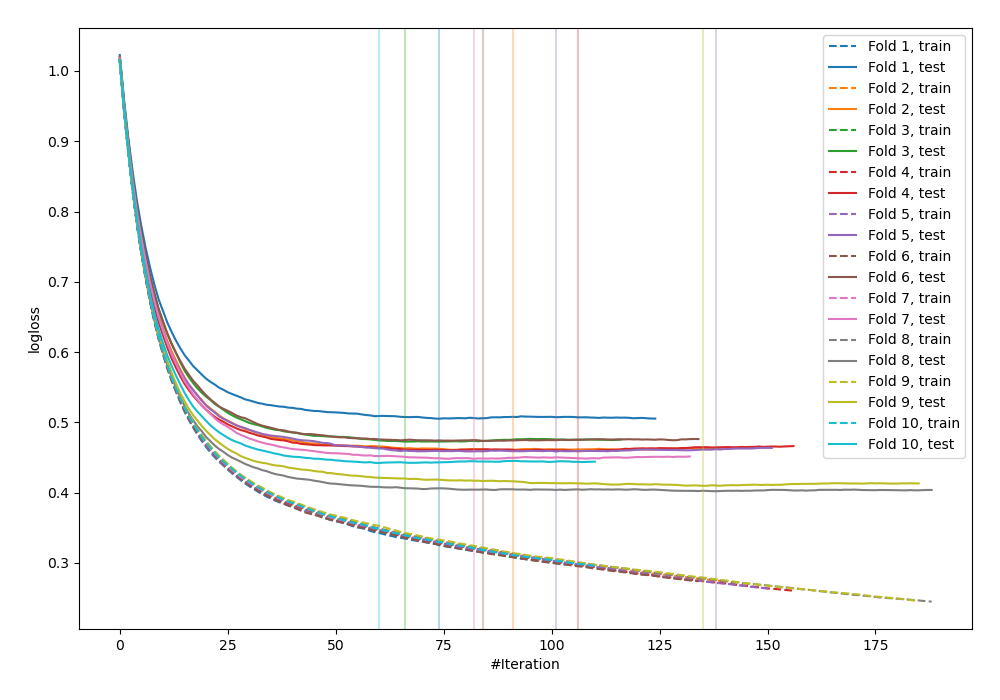 1.0
0.9
0.8
0.7
0.6
0.5
0.4
0.3
logloss
0
25
50
75
100
125
150
175
#Iteration
Fold 1, train
Fold 1, test
Fold 2, train
Fold 2, test
Fold 3, train
Fold 3, test
Fold 4, train
Fold 4, test
Fold 5, train
Fold 5, test
Fold 6, train
Fold 6, test
Fold 7, train
Fold 7, test
Fold 8, train
Fold 8, test
Fold 9, train
Fold 9, test
Fold 10, train
Fold 10, test